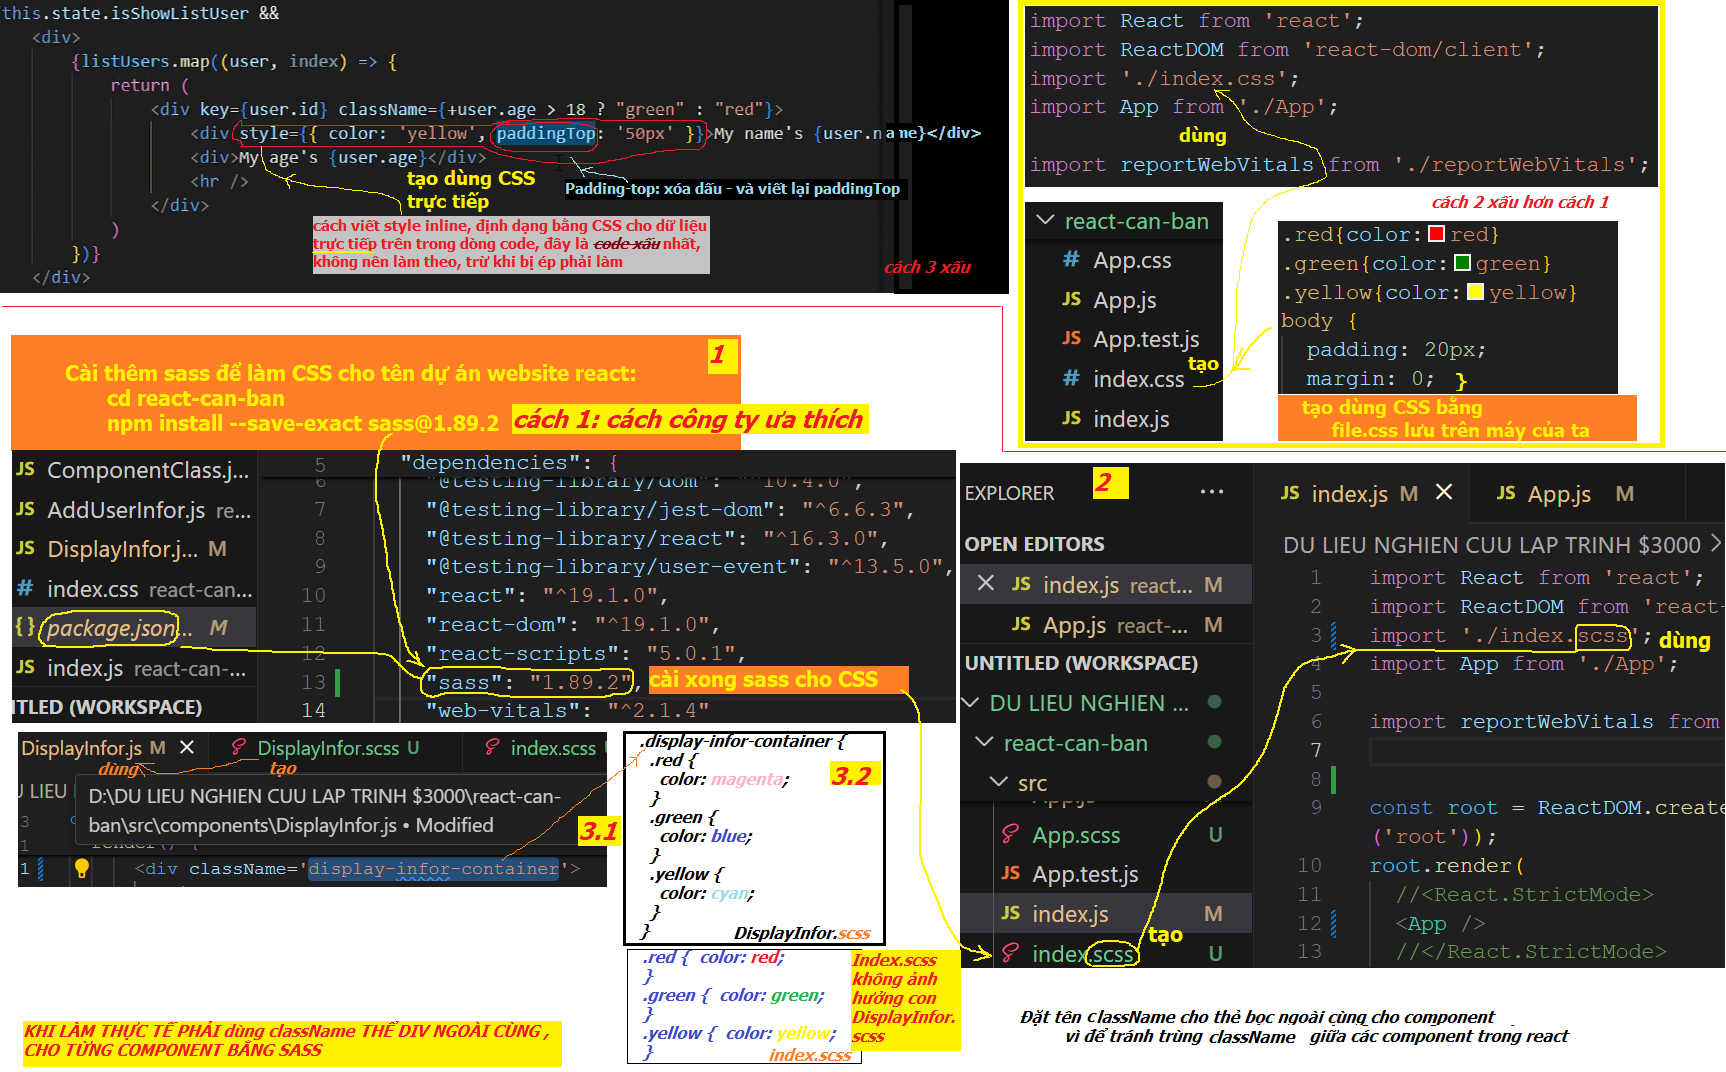 this.state.isShowListUser &&
<div>
{listUsers.map((user, index) => {
return (
<div key={user.id} className={+user.age > 18 ? "green" : "red"}>
<div style={{ color: 'yellow', paddingTop: '50px' }}>My name's {user.name}</div>
<div>My age's {user.age}</div>
<hr />
</div>
)
})}
</div>
tạo dùng CSS
trực tiếp
Padding-top: xóa dấu - và viết lại paddingTop
cách viết style inline, định dạng bằng CSS cho dữ liệu
trực tiếp trên trong dòng code, đây là code xấu nhất,
không nên làm theo, trừ khi bị ép phải làm
cách 3 xấu
import React from 'react';
import ReactDOM from 'react-dom/client';
import './index.css';
import App from './App';
dùng
import reportWebVitals from './reportWebVitals';
cách 2 xấu hơn cách 1
react-can-ban
# App.css
JS App.js
JS App.test.js
# index.css
JS index.js
tạo
.red{color: red}
.green{color: green}
.yellow{color: yellow}
body {
padding: 20px;
margin: 0; }
tạo dùng CSS bằng
file.css lưu trên máy của ta
1
Cài thêm sass để làm CSS cho tên dự án website react:
cd react-can-ban
npm install --save-exact sass@1.89.2
cách 1: cách công ty ưa thích
JS ComponentClass.j...
JS AddUserInfor.js re...
JS DisplayInfor.j... M
# index.css react-can...
{} package.json... M
JS index.js react-can-...
ITLED (WORKSPACE)
5 "dependencies": {
6 "@testing-library/dom": "^10.4.0",
7 "@testing-library/jest-dom": "^6.6.3",
8 "@testing-library/react": "^16.3.0",
9 "@testing-library/user-event": "^13.5.0",
10 "react": "^19.1.0",
11 "react-dom": "^19.1.0",
12 "react-scripts": "5.0.1",
13 "sass": "1.89.2",
14 "web-vitals": "^2.1.4"
cài xong sass cho CSS
2
EXPLORER ...
OPEN EDITORS
JS index.js react... M
JS App.js react-... M
UNTITLED (WORKSPACE)
DU LIEU NGHIEN ...
react-can-ban
src
App.js
App.scss U
JS App.test.js
JS index.js M
index.scss U
tạo
JS index.js M
JS App.js M
DU LIEU NGHIEN CUU LAP TRINH $3000 >
1 import React from 'react';
2 import ReactDOM from 'react-
3 import './index.scss';
dùng
4 import App from './App';
5
6 import reportWebVitals from
7
8
9 const root = ReactDOM.create
('root'));
10 root.render(
11 //<React.StrictMode>
12 <App />
13 //</React.StrictMode>
DisplayInfor.js M
DisplayInfor.scss U
index.scss U
dùng
tạo
D:\DU LIEU NGHIEN CUU LAP TRINH $3000\react-can-
ban\src\components\DisplayInfor.js • Modified
render() {
<div className='display-infor-container'>
3.1
.display-infor-container {
.red {
color: magenta;
}
.green {
color: blue;
}
.yellow {
color: cyan;
}
}
DisplayInfor.scss
3.2
.red { color: red;
}
.green { color: green;
}
.yellow { color: yellow;
}
index.scss
Index.scss
không ảnh
hưởng con
DisplayInfor.
scss
KHI LÀM THỰC TẾ PHẢI dùng className THẺ DIV NGOÀI CÙNG ,
CHO TỪNG COMPONENT BẰNG SASS
Đặt tên className cho thẻ bọc ngoài cùng cho component
vì để tránh trùng className giữa các component trong react